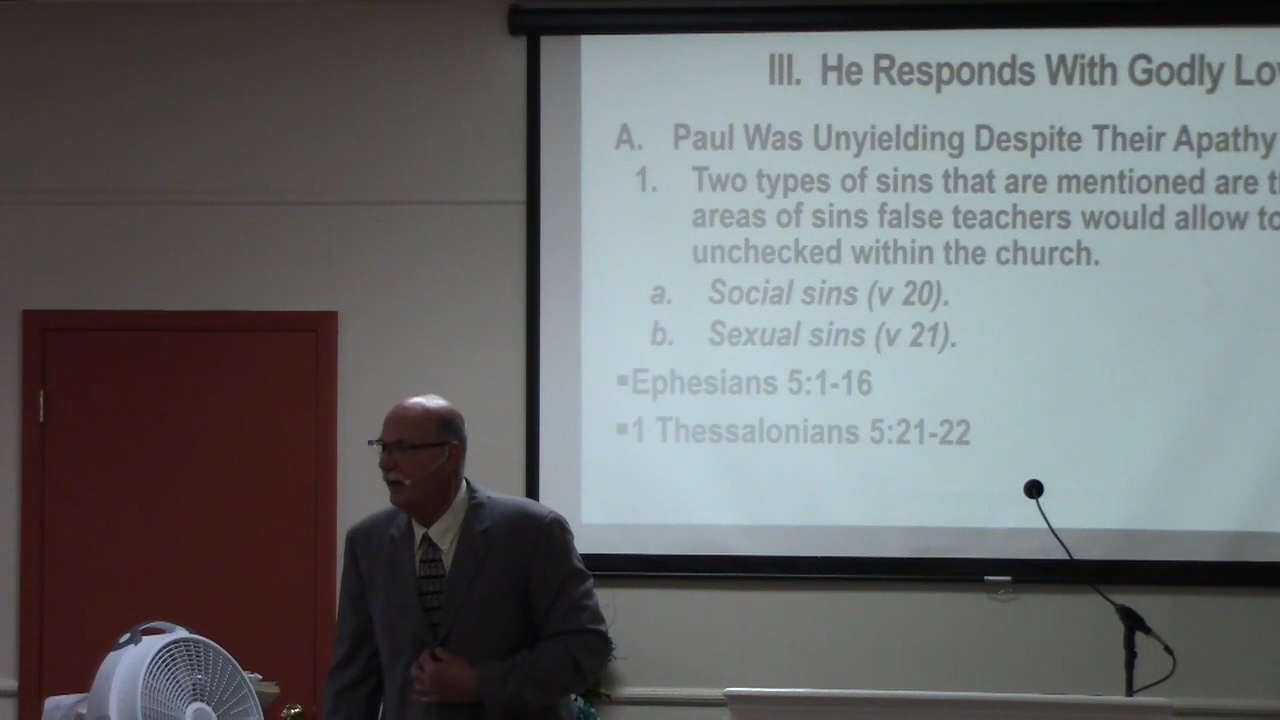 III. He Responds With Godly
A. Paul Was Unyielding Despite Their Apathy
1. Two types of sins that are mentioned are
areas of sins false teachers would allow to
unchecked within the church.
a. Social sins (v 20).
b. Sexual sins (v 21).
▪Ephesians 5:1-16
▪1 Thessalonians 5:21-22